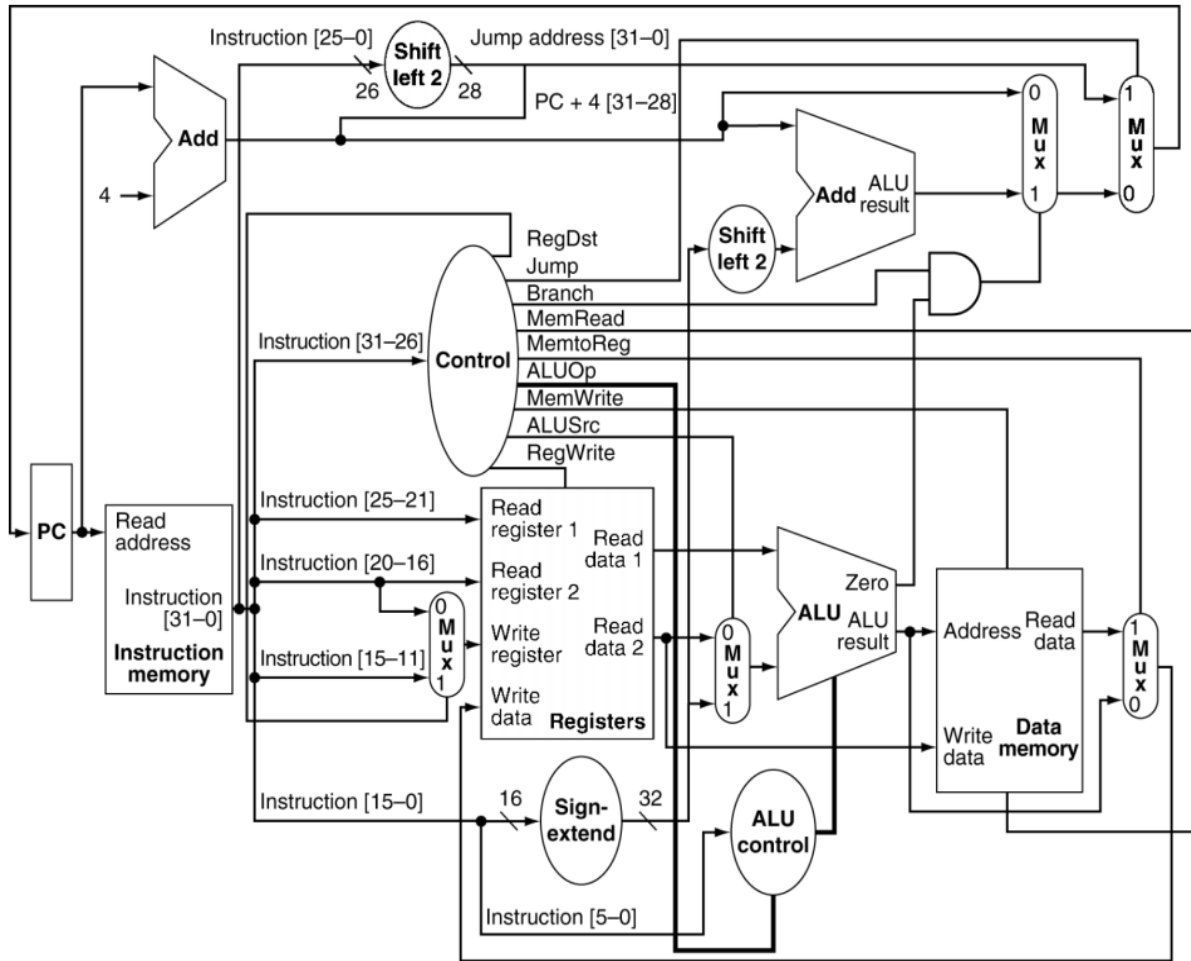 Instruction [25–0]
Shift
left 2
Jump address [31–0]
26
28
PC + 4 [31–28]
Add
4
0
M
u
x
1
1
M
u
x
0
Add
ALU
result
Shift
left 2
RegDst
Jump
Branch
MemRead
MemtoReg
ALUOp
MemWrite
ALUSrc
RegWrite
Instruction [31–26]
Control
PC
Read
address
Instruction
[31–0]
Instruction
memory
Instruction [25–21]
Instruction [20–16]
Instruction [15–11]
0
M
u
x
1
Read
register 1
Read
register 2
Write
register
Write
data
Read
data 1
Read
data 2
Registers
0
M
u
x
1
Zero
ALU
ALU
result
Address
Read
data
Write
data
Data
memory
1
M
u
x
0
Instruction [15–0]
16
Sign-
extend
32
ALU
control
Instruction [5–0]